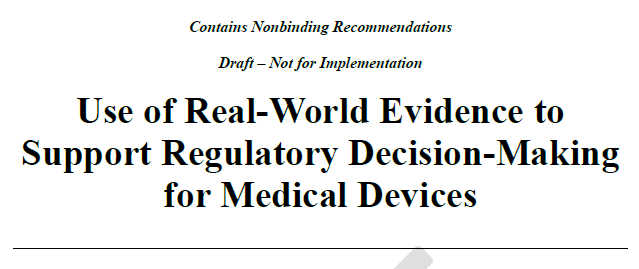 Contains Nonbinding Recommendations
Draft – Not for Implementation
Use of Real-World Evidence to
Support Regulatory Decision-Making
for Medical Devices